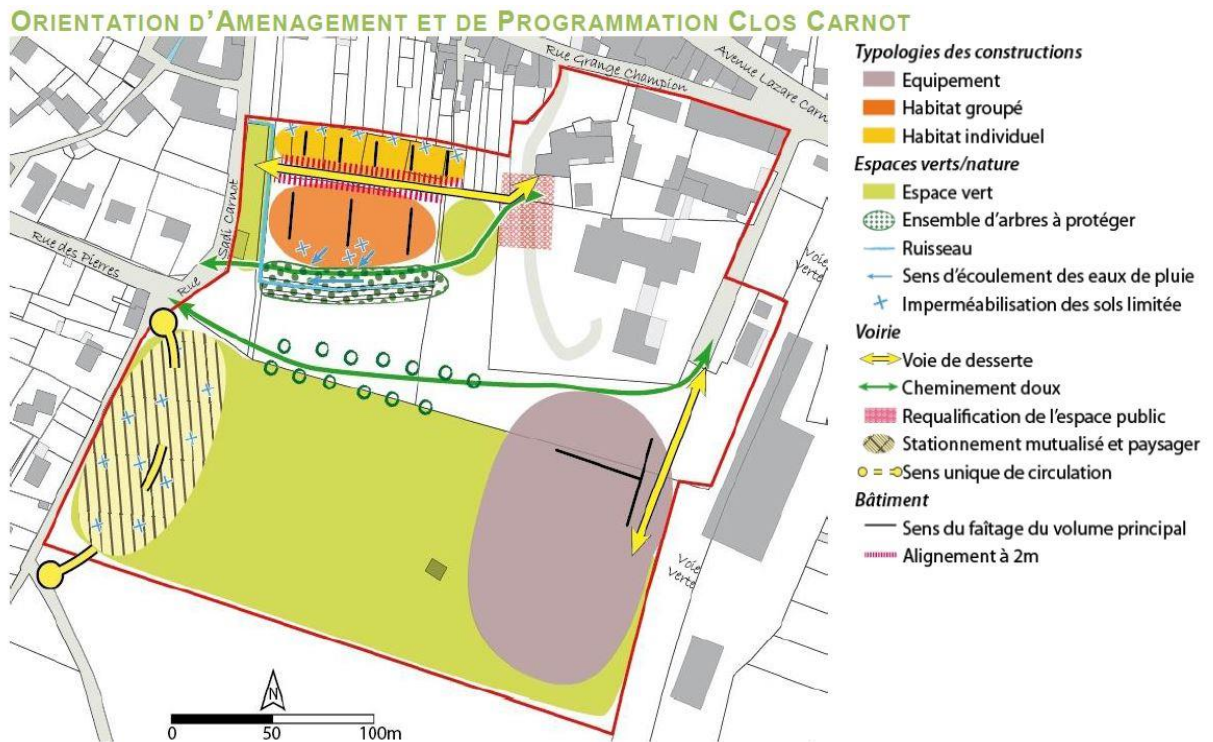 ORIENTATION D'AMENAGEMENT ET DE PROGRAMMATION CLOS CARNOT
Rue Grange Champion
Avenue Lazare Carn
Rue des Pierres
Rue Sadi Carnot
Voie verte
Voie verte
N
0 50 100m
Typologies des constructions
Equipement
Habitat groupé
Habitat individuel
Espaces verts/nature
Espace vert
Ensemble d'arbres à protéger
Ruisseau
Sens d'écoulement des eaux de pluie
Imperméabilisation des sols limitée
Voirie
Voie de desserte
Cheminement doux
Requalification de l'espace public
Stationnement mutualisé et paysager
Sens unique de circulation
Bâtiment
Sens du faîtage du volume principal
Alignement à 2m